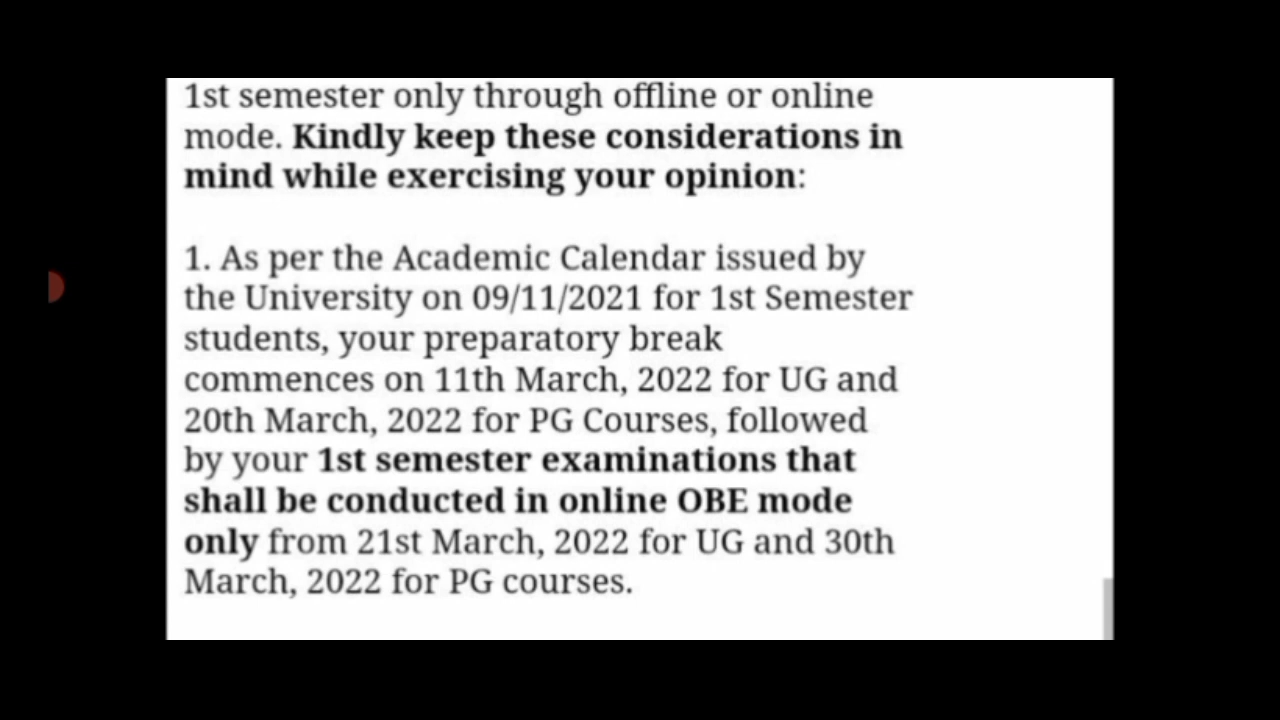 1st semester only through offline or online
mode. Kindly keep these considerations in
mind while exercising your opinion:
1. As per the Academic Calendar issued by
the University on 09/11/2021 for 1st Semester
students, your preparatory break
commences on 11th March, 2022 for UG and
20th March, 2022 for PG Courses, followed
by your 1st semester examinations that
shall be conducted in online OBE mode
only from 21st March, 2022 for UG and 30th
March, 2022 for PG courses.